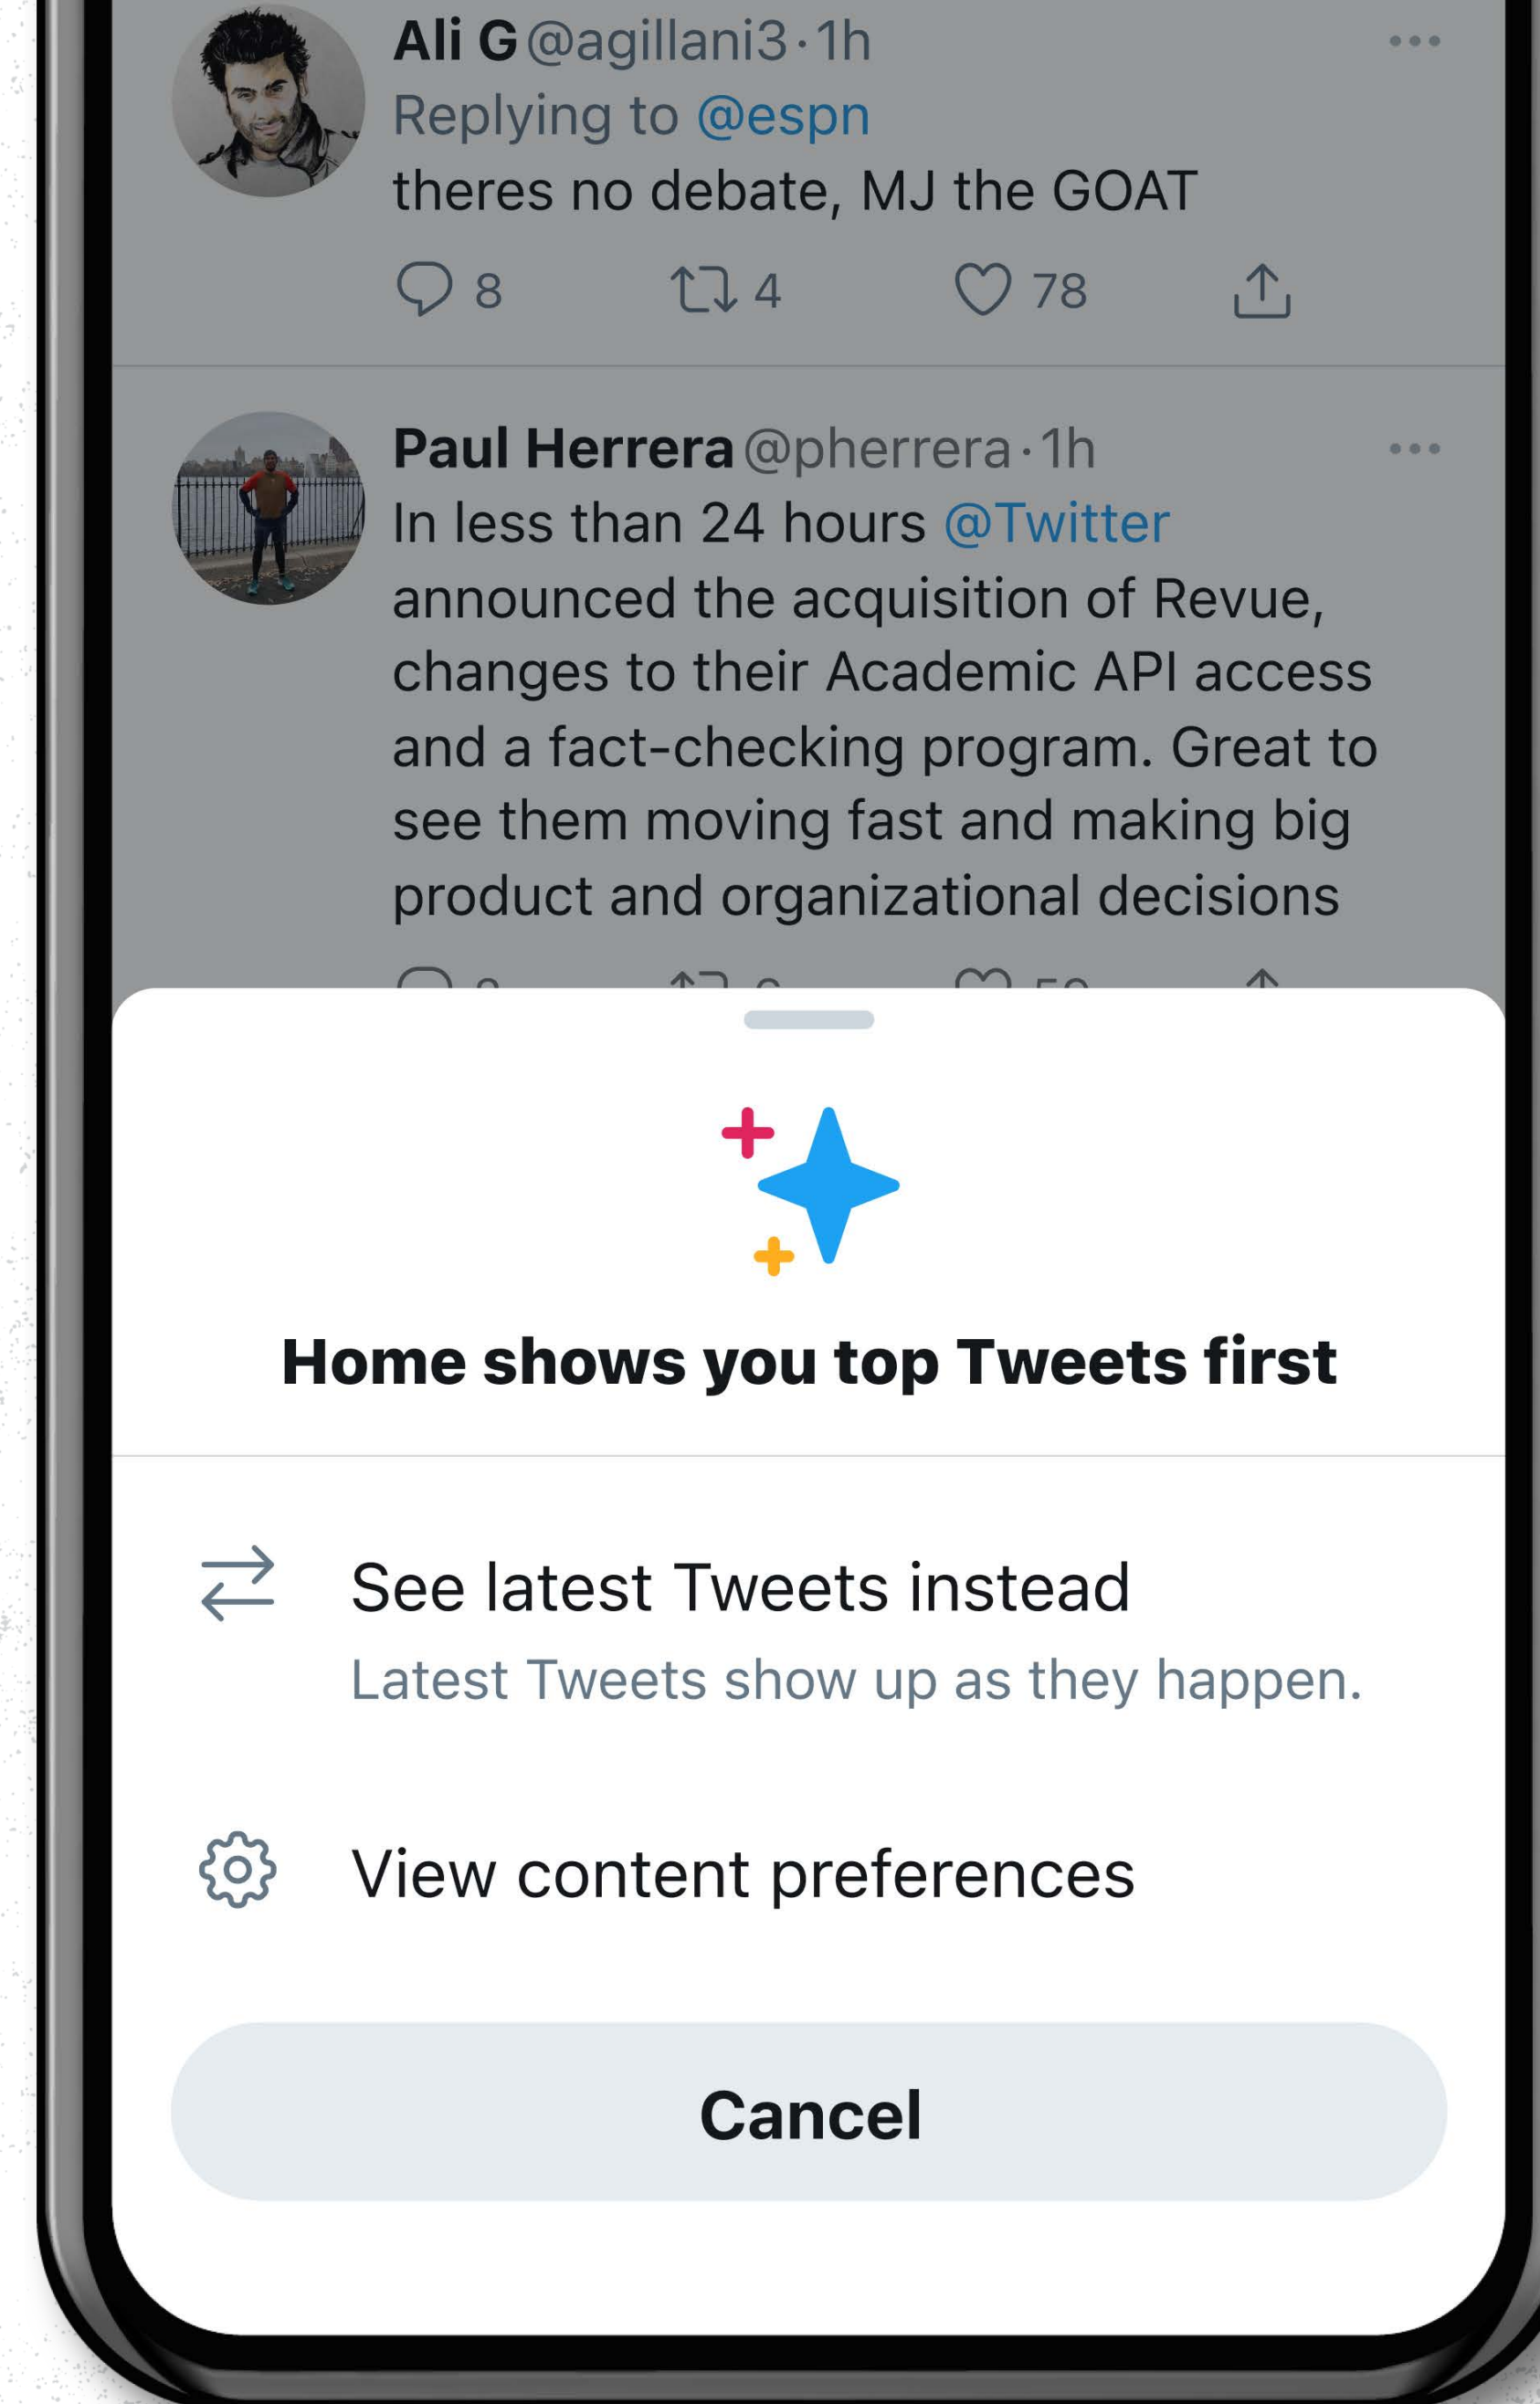 Ali G @agillani3 · 1h
Replying to @espn
theres no debate, MJ the GOAT
8 4 78
Paul Herrera @pherrera · 1h
In less than 24 hours @Twitter
announced the acquisition of Revue,
changes to their Academic API access
and a fact-checking program. Great to
see them moving fast and making big
product and organizational decisions
Home shows you top Tweets first
See latest Tweets instead
Latest Tweets show up as they happen.
View content preferences
Cancel